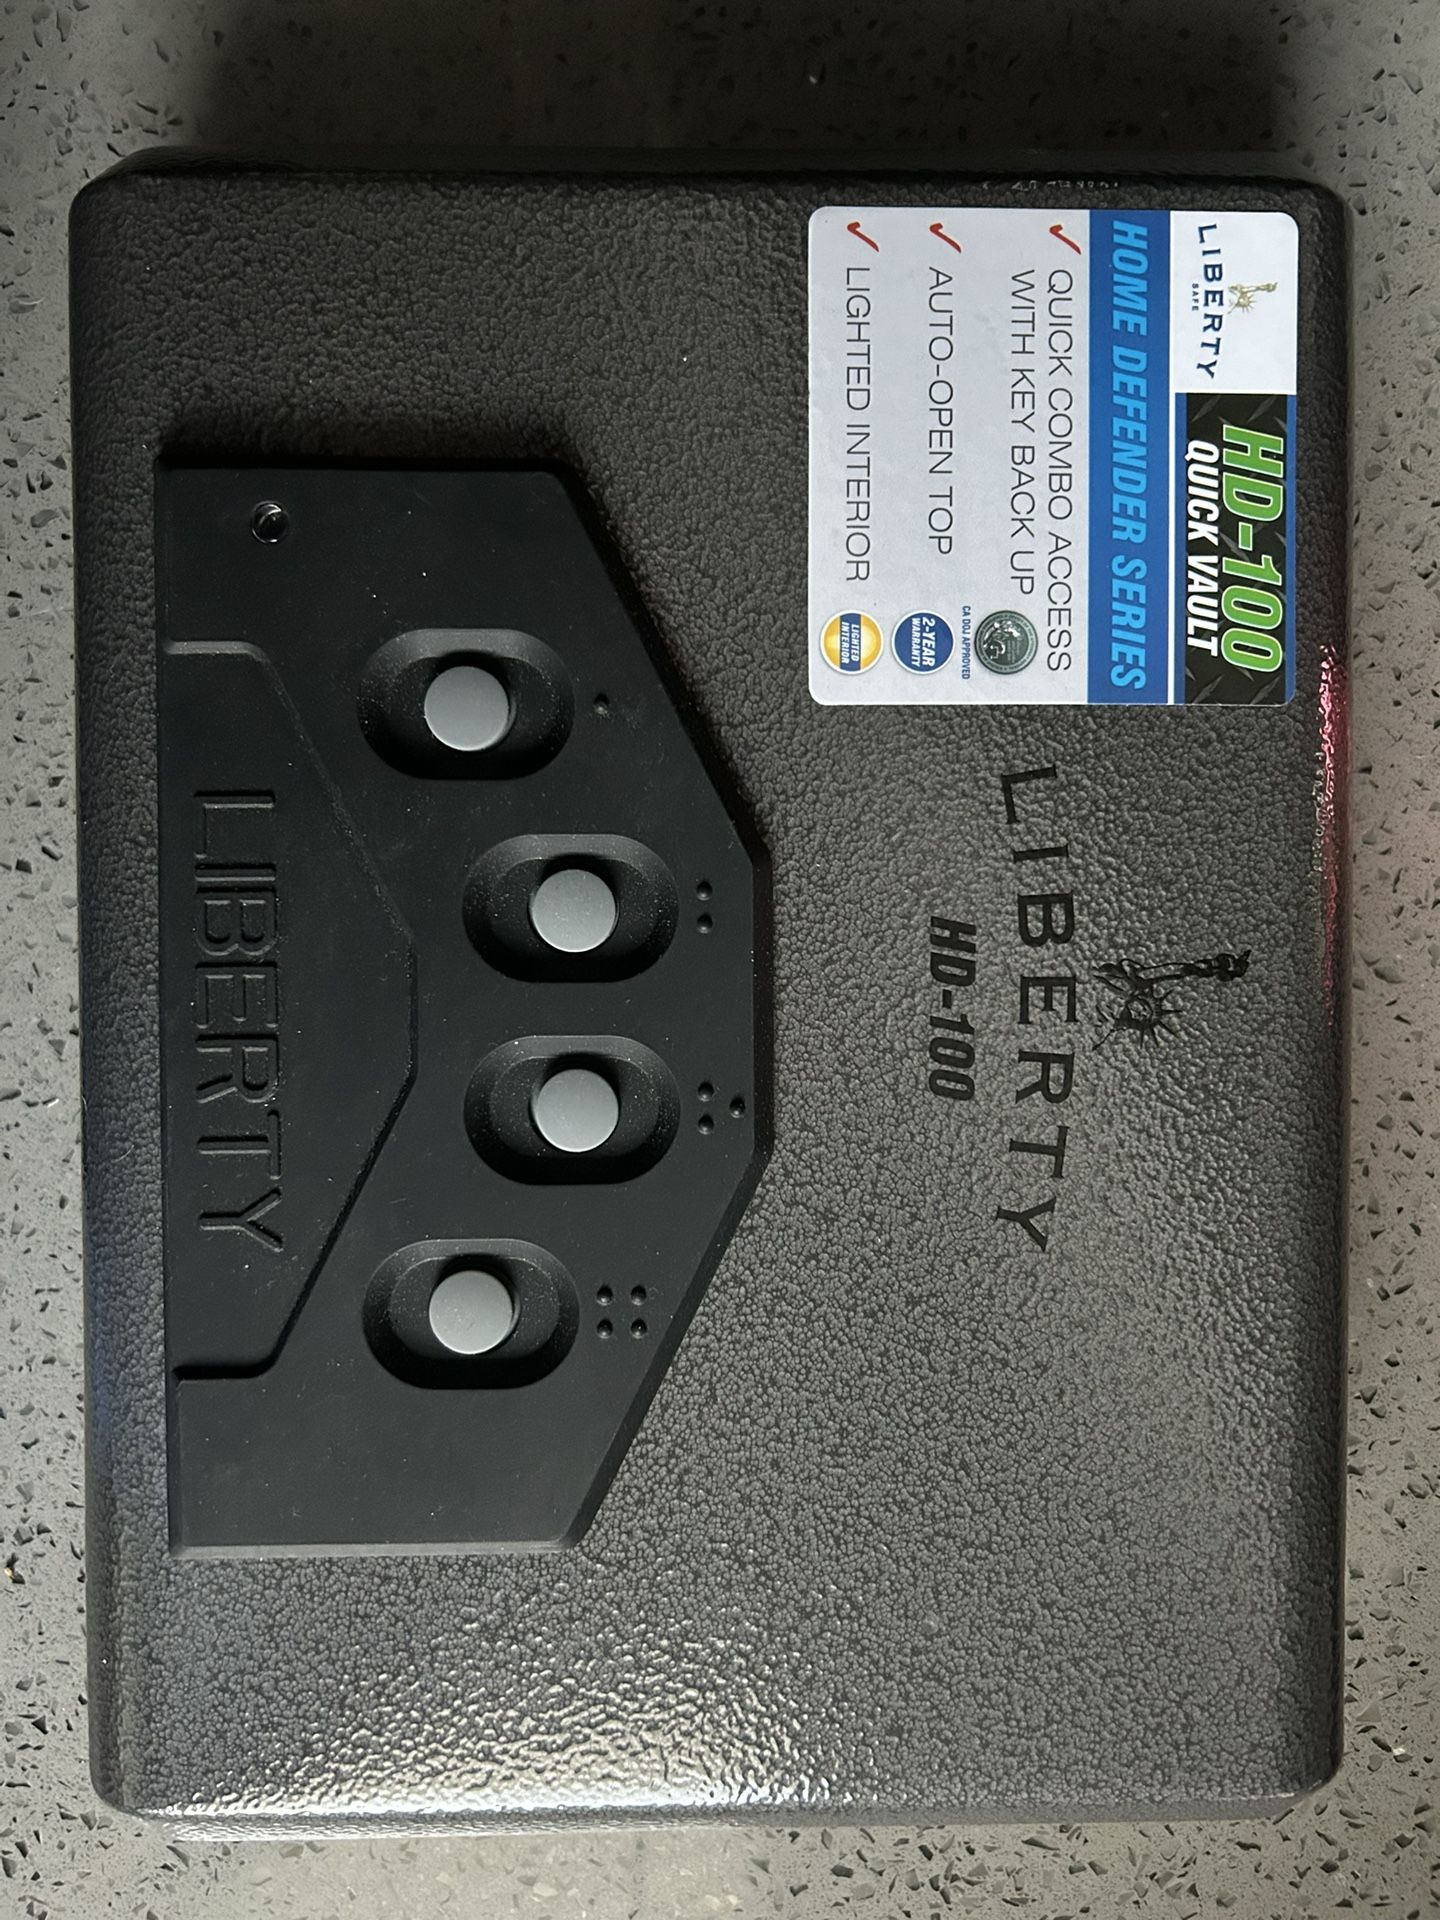 LIBERTY
SAFE
HD-100
QUICK VAULT
HOME DEFENDER SERIES
QUICK COMBO ACCESS
WITH KEY BACK UP
AUTO-OPEN TOP
LIGHTED INTERIOR
CA DOJ APPROVED
2-YEAR
WARRANTY
LIGHTED
INTERIOR
LIBERTY
HD-100
LIBERTY